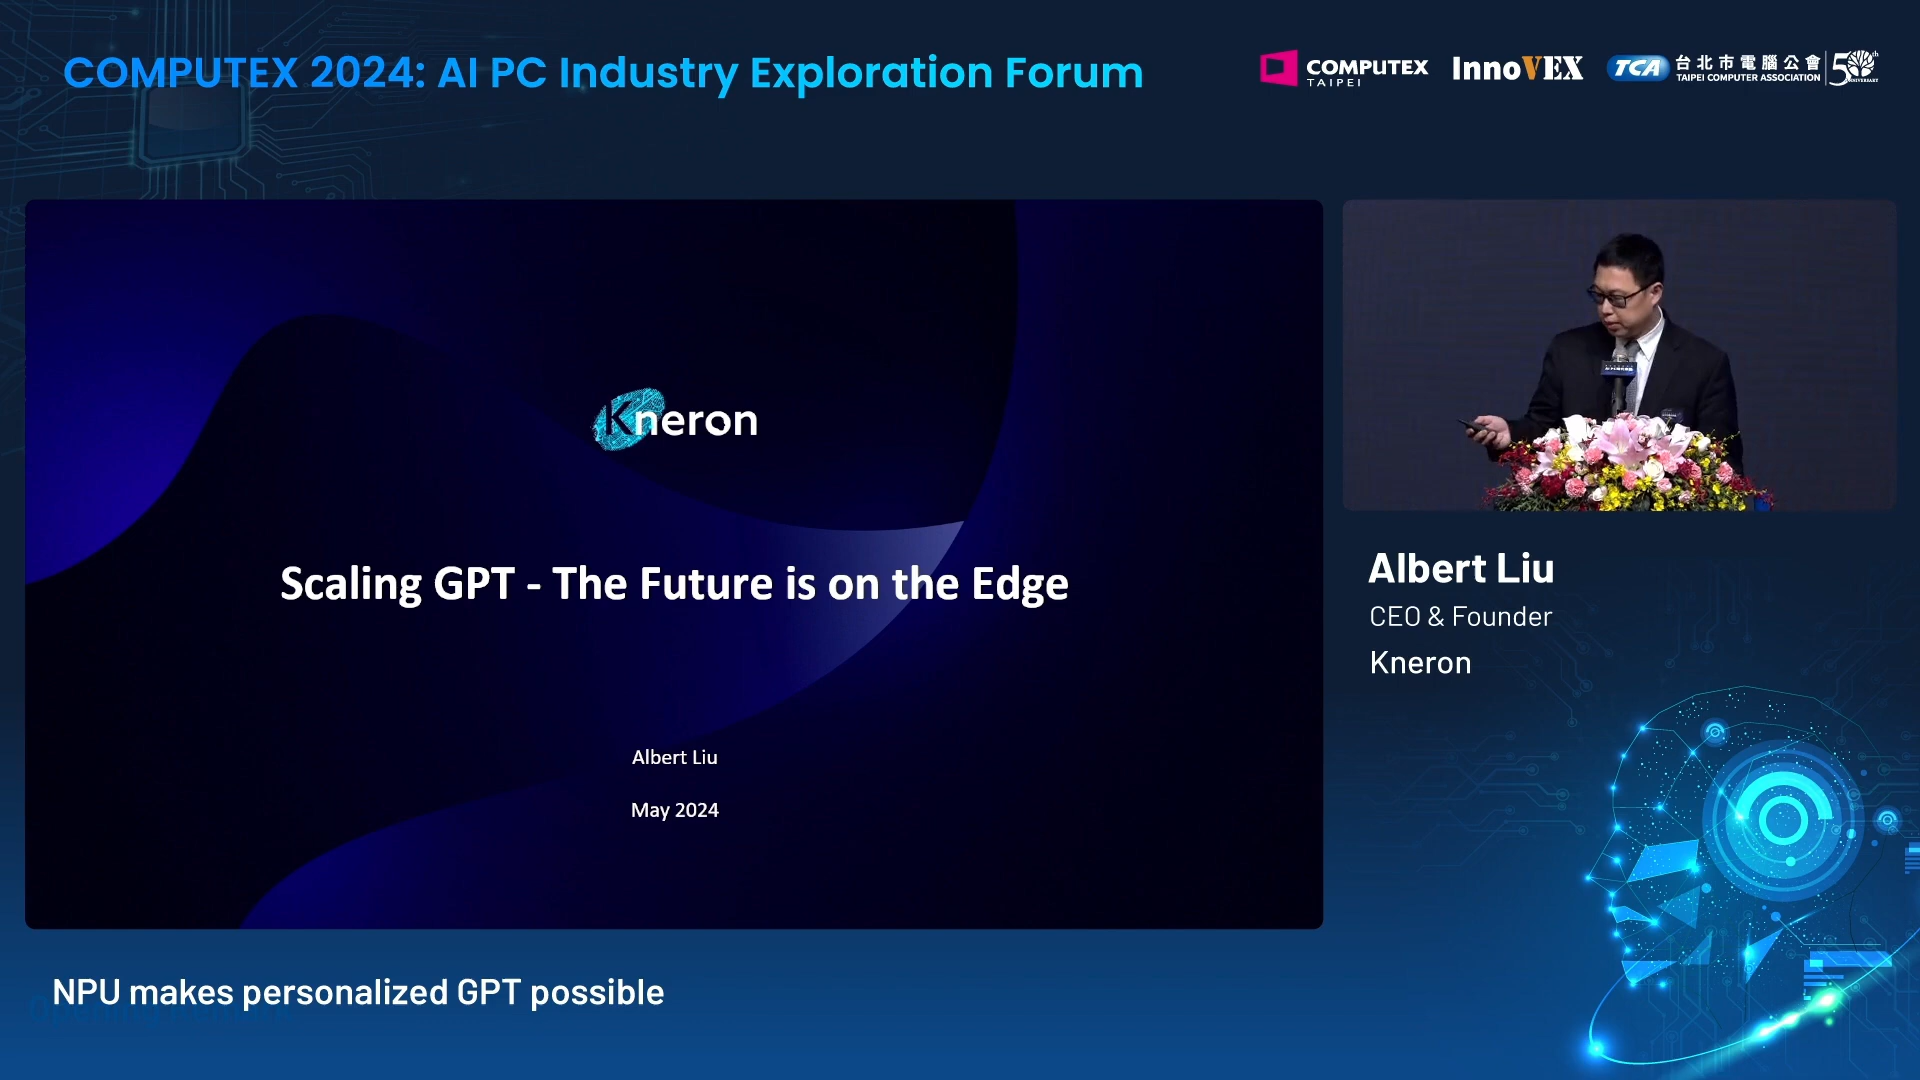 COMPUTEX 2024: AI PC Industry Exploration Forum
COMPUTEX
TAIPEI
InnoVEX
TCA
台北市電腦公會
TAIPEI COMPUTER ASSOCIATION
50th
ANNIVERSARY
Kneron
Scaling GPT - The Future is on the Edge
Albert Liu
May 2024
Albert Liu
CEO & Founder
Kneron
NPU makes personalized GPT possible